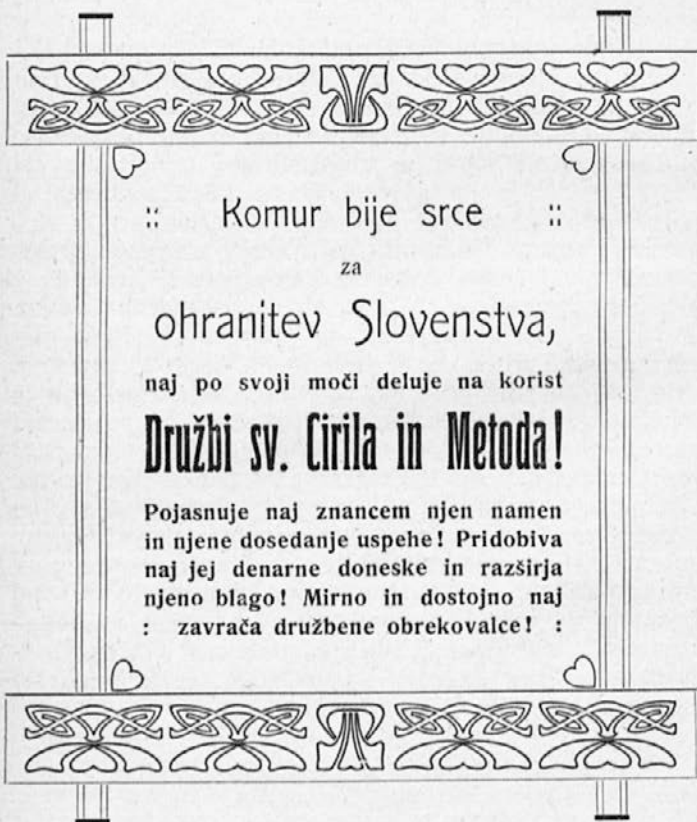 :: Komur bije srce ::
za
ohranitev Slovenstva,
naj po svoji moči deluje na korist
Družbi sv. Cirila in Metoda!
Pojasnuje naj znancem njen namen
in njene dosedanje uspehe! Pridobiva
naj jej denarne doneske in razširja
njeno blago! Mirno in dostojno naj
: zavrača družbene obrekovalce! :